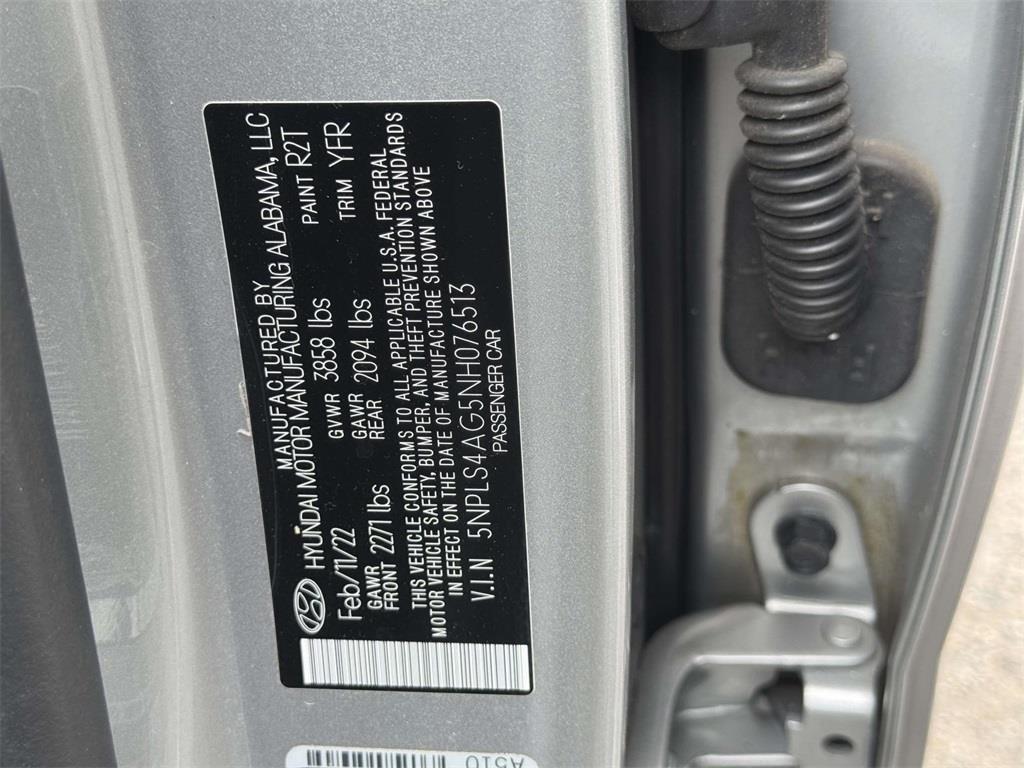 MANUFACTURED BY
HYUNDAI MOTOR MANUFACTURING ALABAMA, LLC
Feb/11/22 GVWR 3858 lbs PAINT R2T
GAWR FRONT 2271 lbs GAWR REAR 2094 lbs TRIM YFR
THIS VEHICLE CONFORMS TO ALL APPLICABLE U.S.A. FEDERAL
MOTOR VEHICLE SAFETY, BUMPER, AND THEFT PREVENTION STANDARDS
IN EFFECT ON THE DATE OF MANUFACTURE SHOWN ABOVE
V.I.N 5NPLS4AG5NH076513
PASSENGER CAR
A510